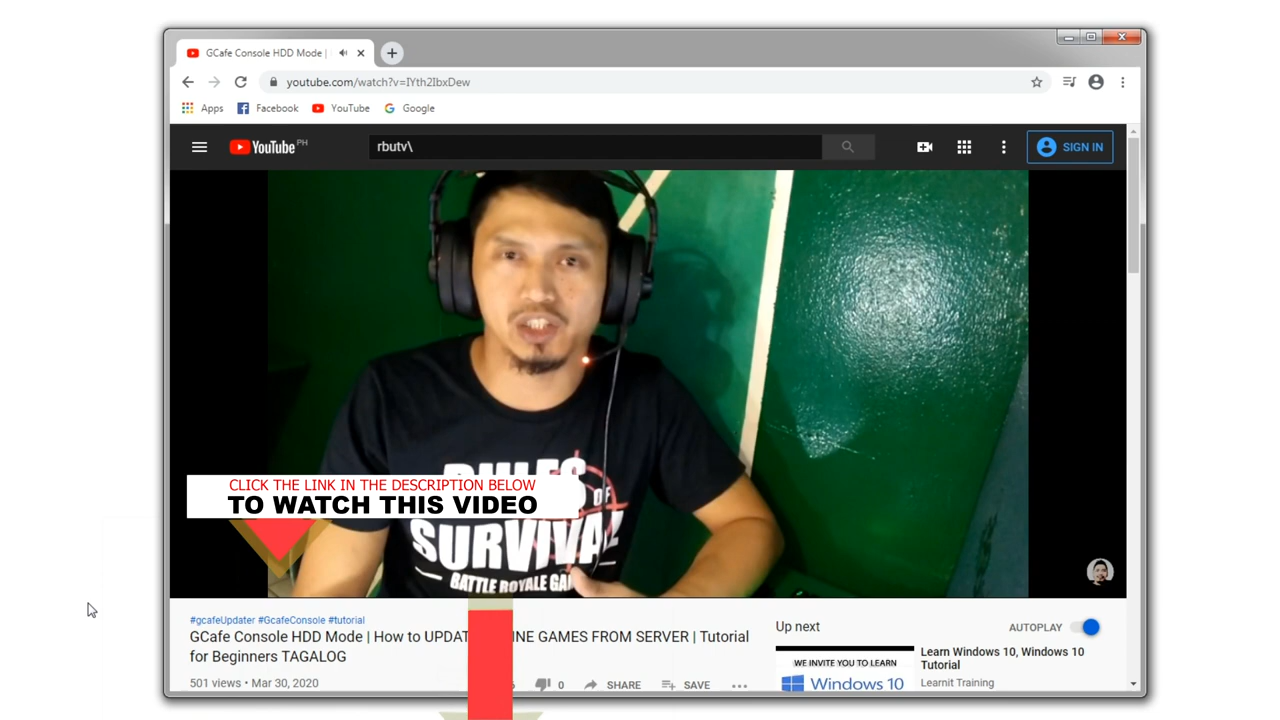 GCafe Console HDD Mode |
youtube.com/watch?v=IYth2IbxDew
Apps Facebook YouTube Google
YouTube PH
rbutv\
SIGN IN
RULES
OF
SURVIVAL
BATTLE ROYALE GA
CLICK THE LINK IN THE DESCRIPTION BELOW
TO WATCH THIS VIDEO
#gcafeUpdater #GcafeConsole #tutorial
GCafe Console HDD Mode | How to UPDAT INE GAMES FROM SERVER | Tutorial
for Beginners TAGALOG
501 views • Mar 30, 2020
0 SHARE SAVE
Up next
AUTOPLAY
WE INVITE YOU TO LEARN
Windows 10
Learn Windows 10, Windows 10
Tutorial
Learnit Training